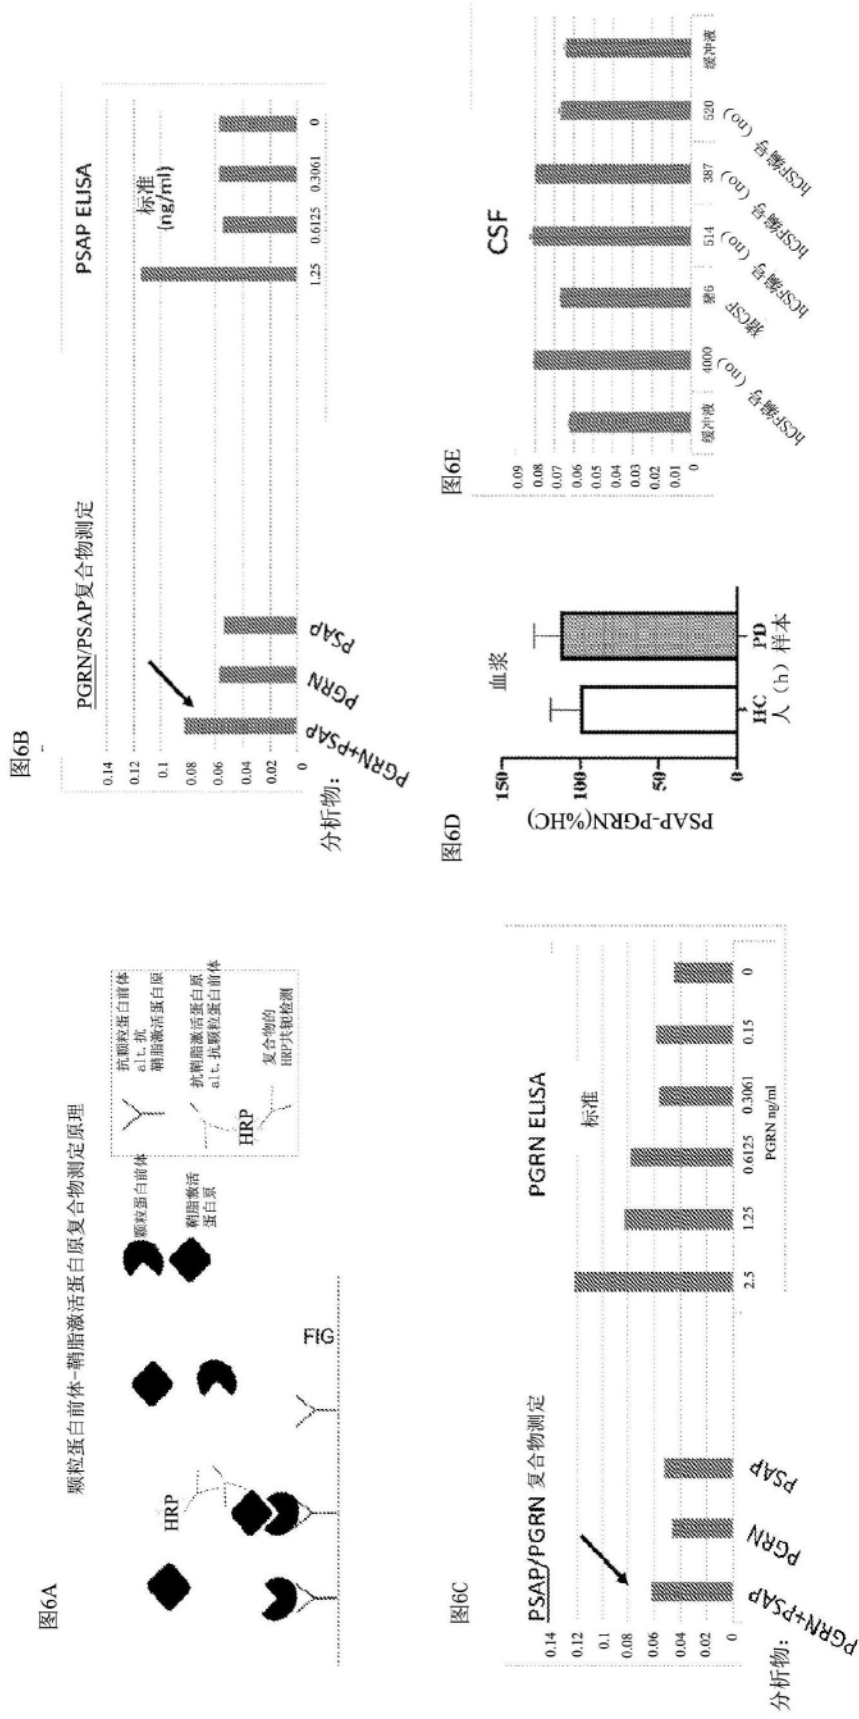 图6A
颗粒蛋白前体-鞘脂激活蛋白原复合物测定原理
HRP
FIG
颗粒蛋白前体
鞘脂激活
蛋白原
抗颗粒蛋白前体
alt.抗
鞘脂激活蛋白原
抗鞘脂激活蛋白原
alt.抗颗粒蛋白前体
HRP
复合物的
HRP共轭检测
图6B
PGRN/PSAP复合物测定
PSAP ELISA
标准
(ng/ml)
0.14
0.12
0.1
0.08
0.06
0.04
0.02
0
1.25
0.6125
0.3061
0
分析物:
PGRN+PSAP
PGRN
PSAP
图6C
PSAP/PGRN 复合物测定
PGRN ELISA
标准
0.14
0.12
0.1
0.08
0.06
0.04
0.02
0
2.5
1.25
0.6125
0.3061
0.15
0
PGRN ng/ml
分析物:
PGRN+PSAP
PGRN
PSAP
图6D
血浆
PSAP-PGRN(%HC)
150
100
50
0
HC
PD
人（h）样本
图6E
CSF
0.09
0.08
0.07
0.06
0.05
0.04
0.03
0.02
0.01
0
缓冲液
4000
猪6
514
387
520
缓冲液
hCSF编号（no）
猪CSF
hCSF编号（no）
hCSF编号（no）
hCSF编号（no）